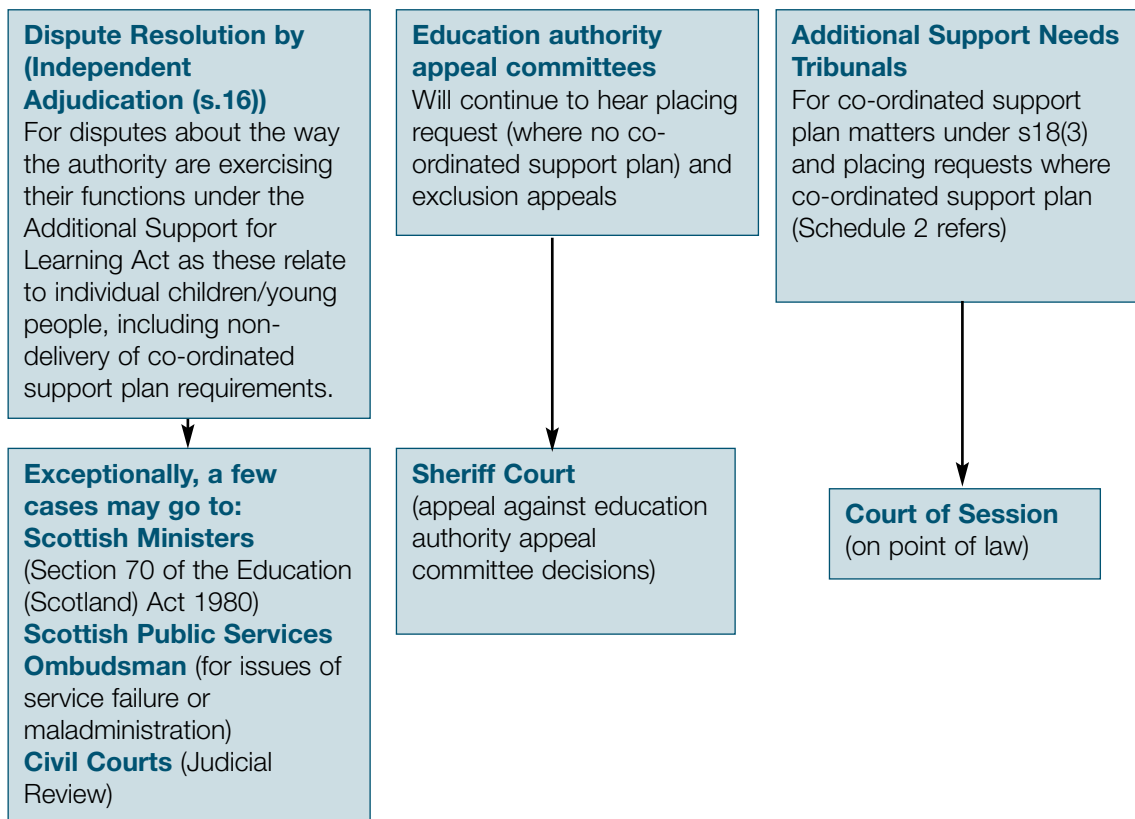 Dispute Resolution by
(Independent
Adjudication (s.16))
For disputes about the way
the authority are exercising
their functions under the
Additional Support for
Learning Act as these relate
to individual children/young
people, including non-
delivery of co-ordinated
support plan requirements.
Exceptionally, a few
cases may go to:
Scottish Ministers
(Section 70 of the Education
(Scotland) Act 1980)
Scottish Public Services
Ombudsman (for issues of
service failure or
maladministration)
Civil Courts (Judicial
Review)
Education authority
appeal committees
Will continue to hear placing
request (where no co-
ordinated support plan) and
exclusion appeals
Sheriff Court
(appeal against education
authority appeal
committee decisions)
Additional Support Needs
Tribunals
For co-ordinated support
plan matters under s18(3)
and placing requests where
co-ordinated support plan
(Schedule 2 refers)
Court of Session
(on point of law)